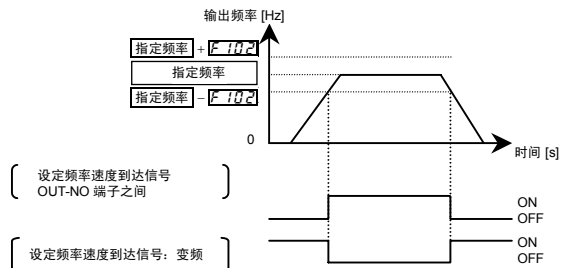 输出频率 [Hz]
指定频率 + F102
指定频率
指定频率 - F102
0
时间 [s]
设定频率速度到达信号
OUT-NO 端子之间
ON
OFF
设定频率速度到达信号：变频
ON
OFF